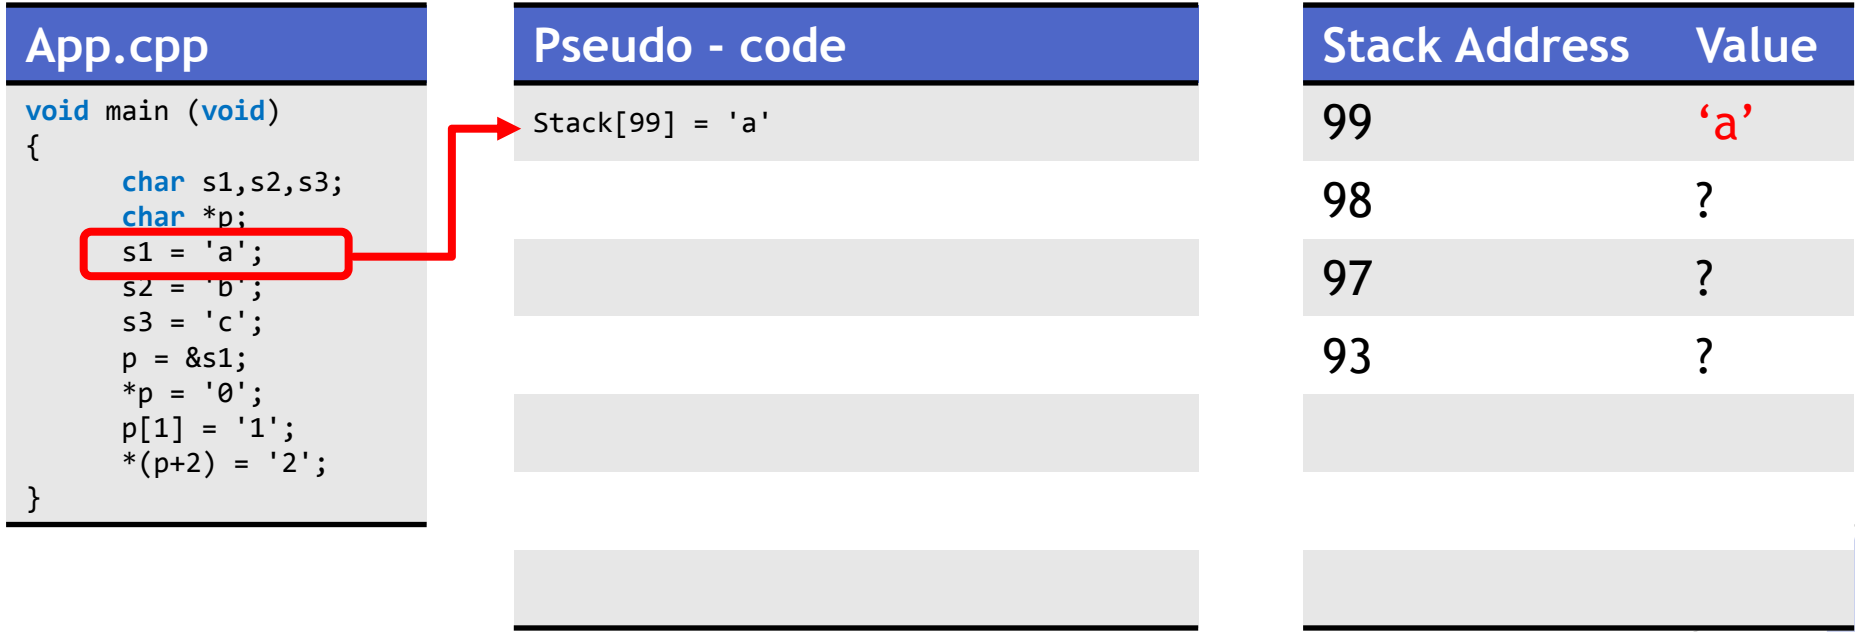 App.cpp
void main (void)
{
char s1,s2,s3;
char *p;
s1 = 'a';
s2 = 'b';
s3 = 'c';
p = &s1;
*p = '0';
p[1] = '1';
*(p+2) = '2';
}
Pseudo - code
Stack[99] = 'a'
Stack Address Value
99 ‘a’
98 ?
97 ?
93 ?